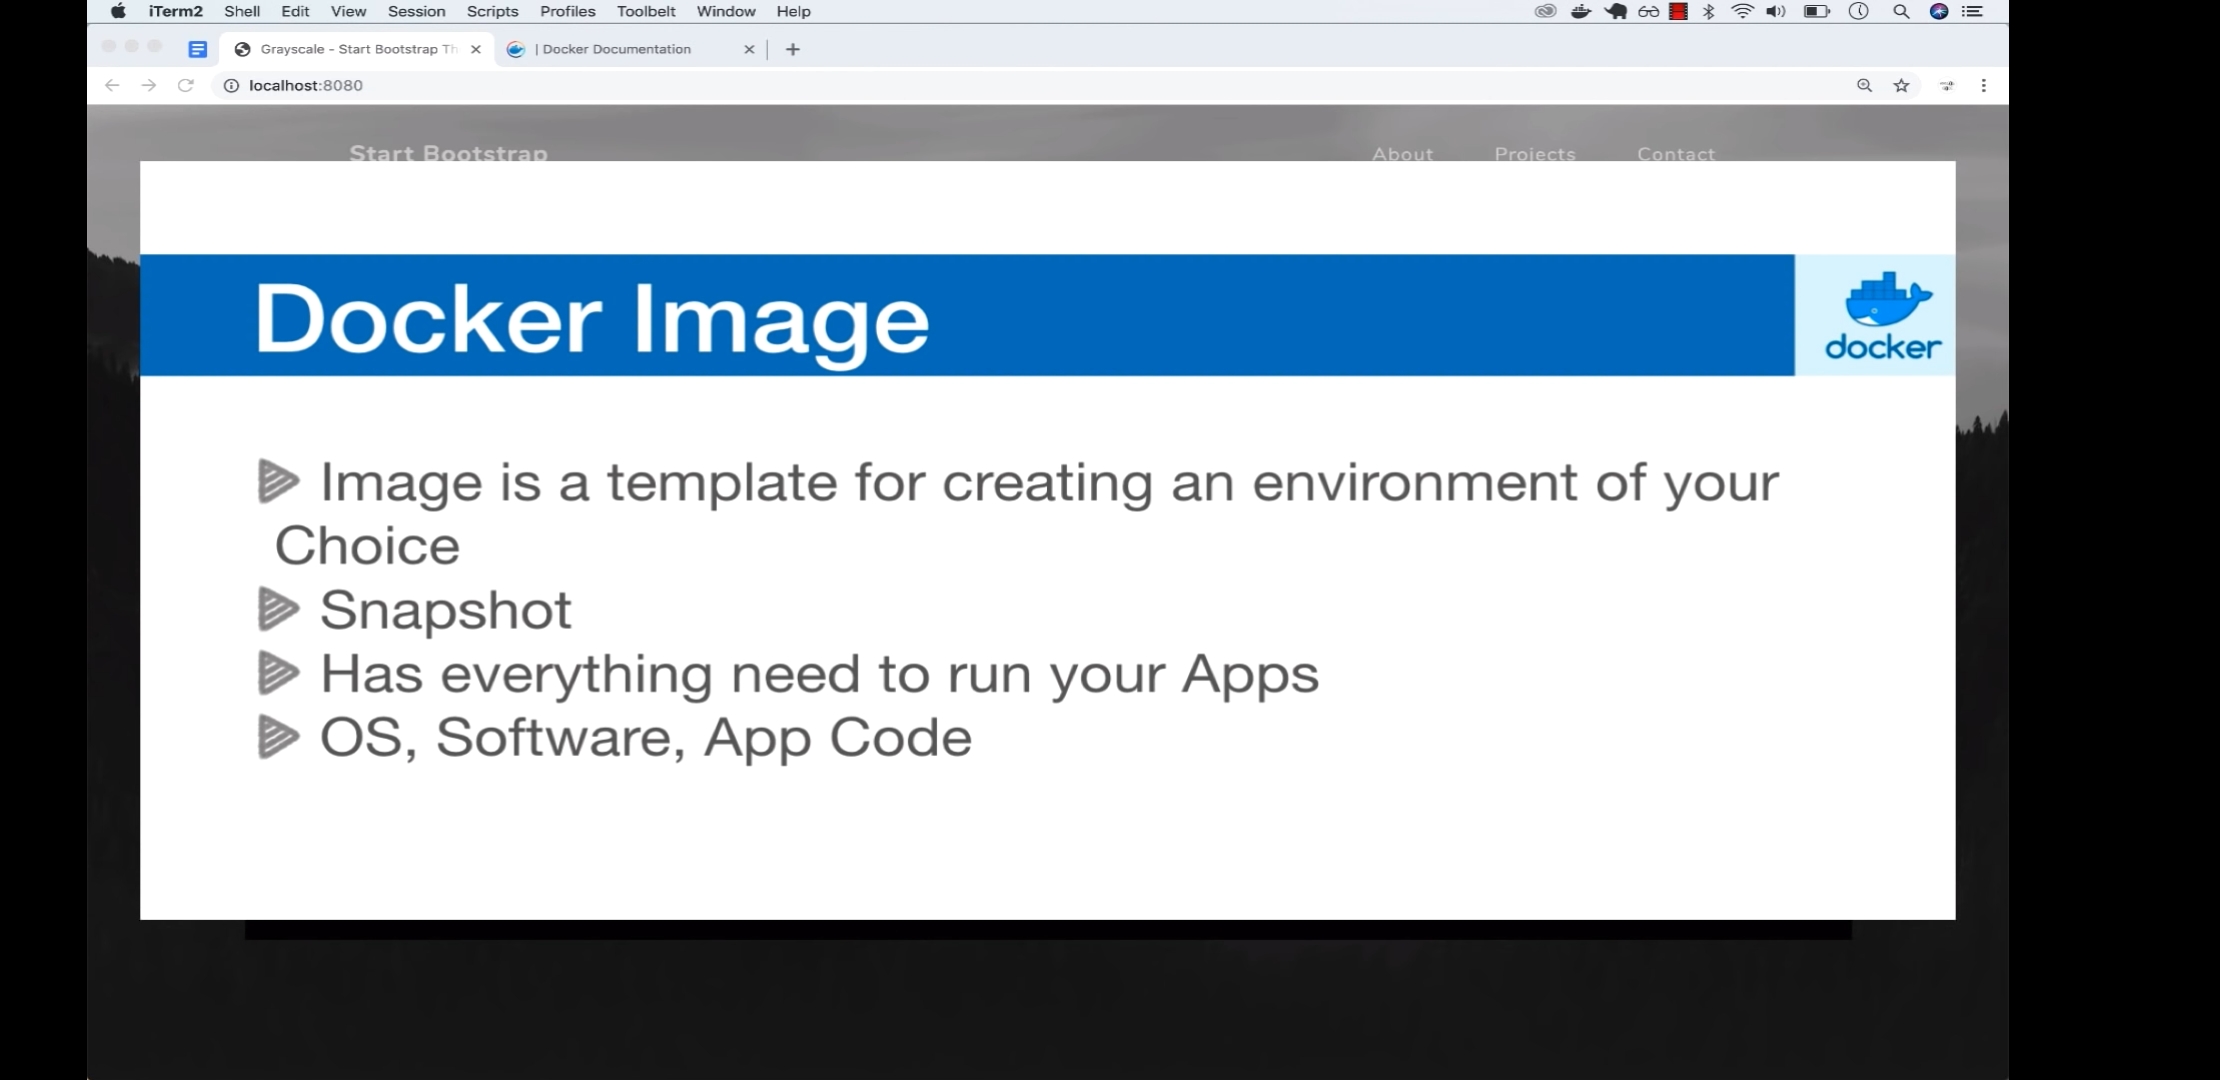 iTerm2 Shell Edit View Session Scripts Profiles Toolbelt Window Help
Grayscale - Start Bootstrap Th
| Docker Documentation
localhost:8080
Start Bootstrap About Projects Contact
Docker Image
docker
Image is a template for creating an environment of your
Choice
Snapshot
Has everything need to run your Apps
OS, Software, App Code